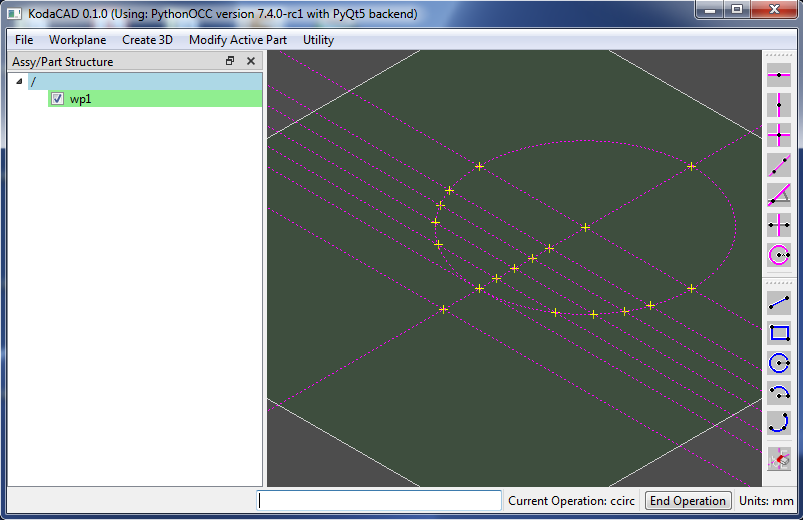 KodaCAD 0.1.0 (Using: PythonOCC version 7.4.0-rc1 with PyQt5 backend)
File Workplane Create 3D Modify Active Part Utility
Assy/Part Structure
/
wp1
Current Operation: ccirc End Operation Units: mm